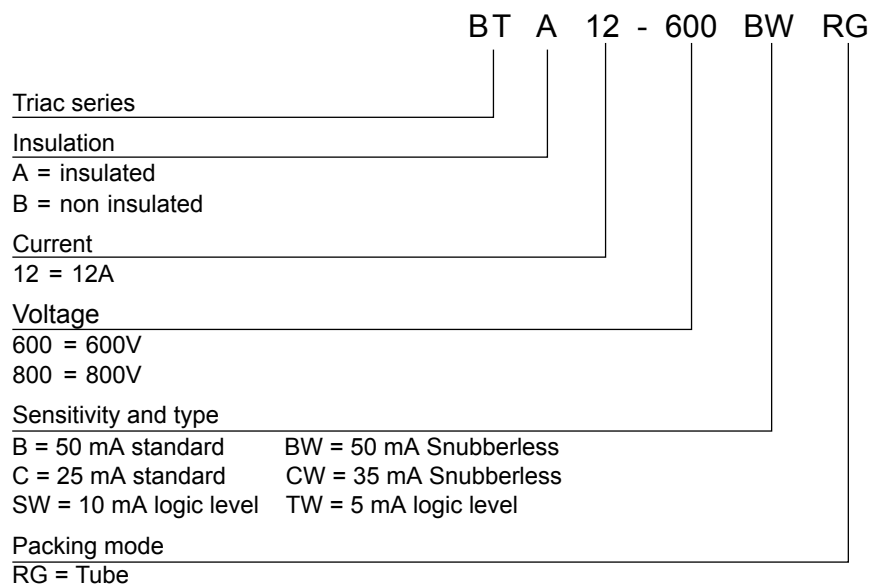 BT A 12 - 600 BW RG
Triac series
Insulation
A = insulated
B = non insulated
Current
12 = 12A
Voltage
600 = 600V
800 = 800V
Sensitivity and type
B = 50 mA standard BW = 50 mA Snubberless
C = 25 mA standard CW = 35 mA Snubberless
SW = 10 mA logic level TW = 5 mA logic level
Packing mode
RG = Tube